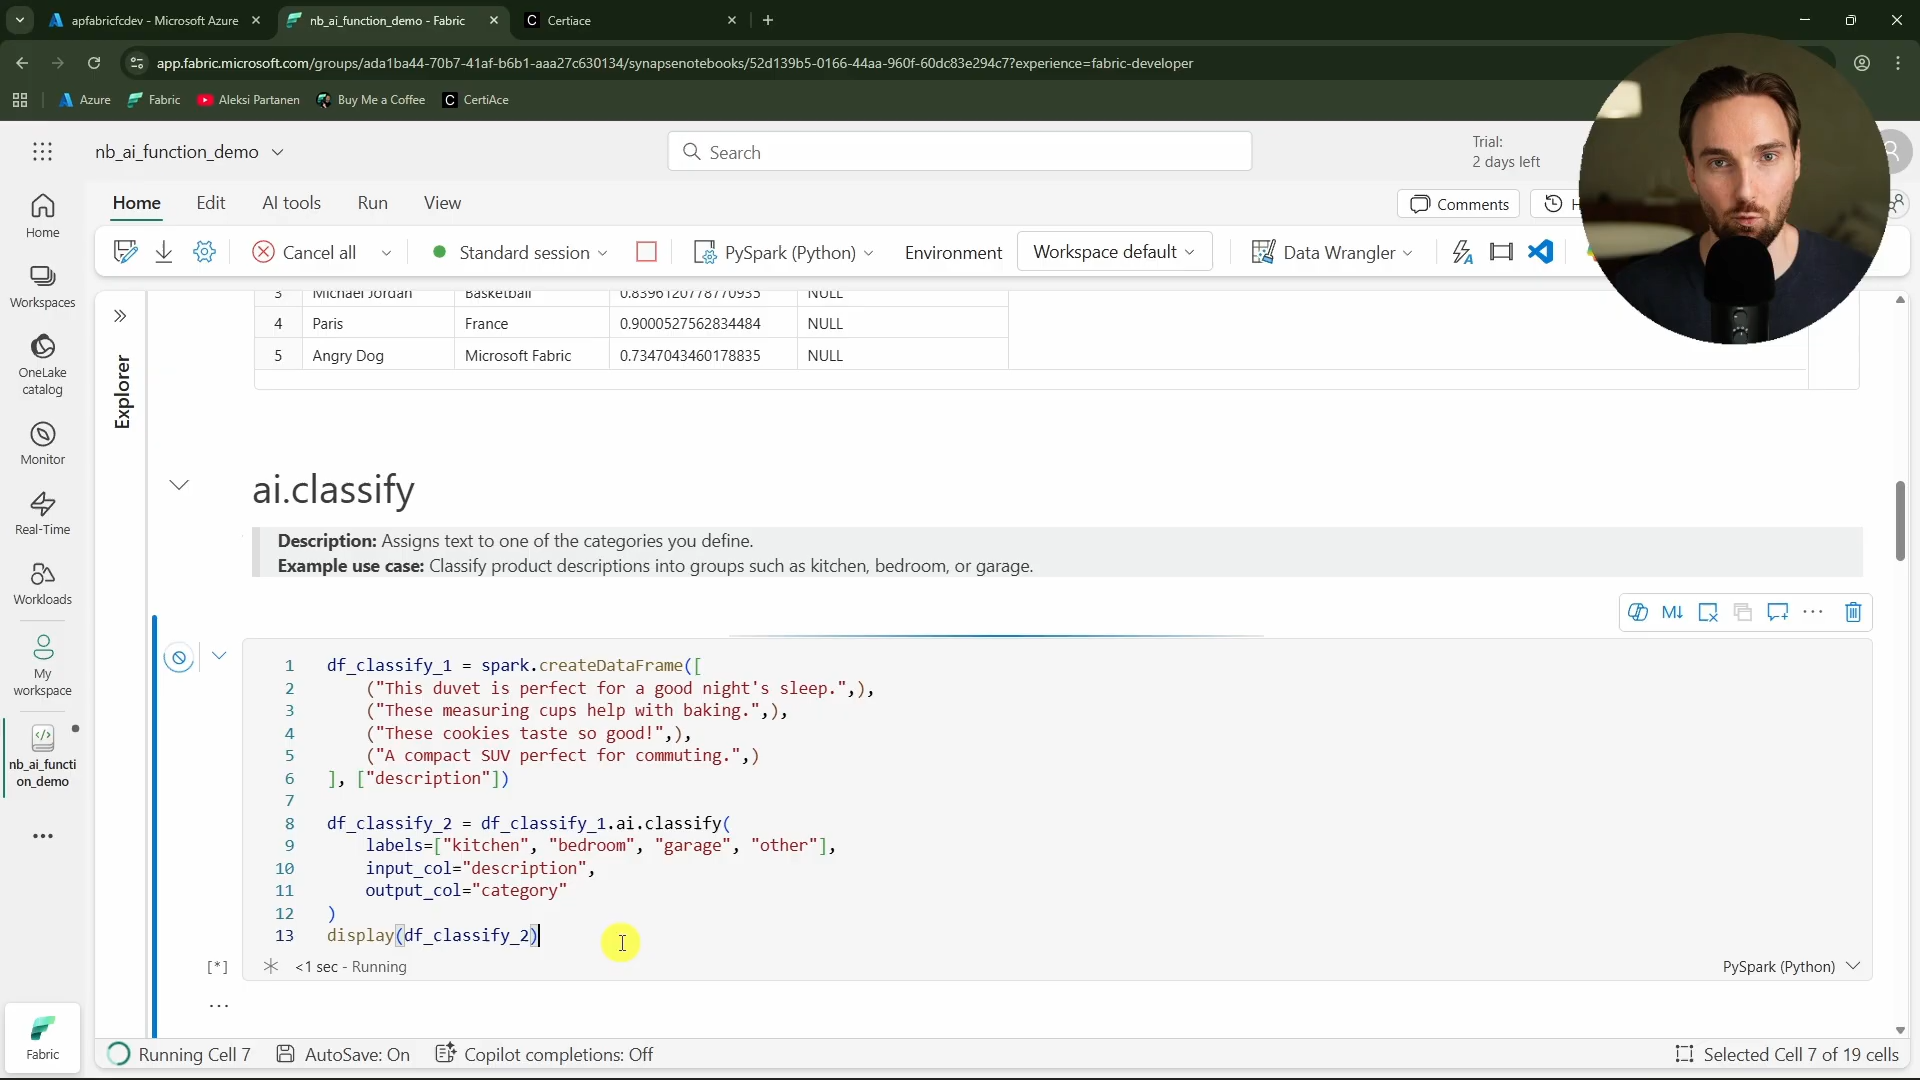 apfabricfcdev - Microsoft Azure
nb_ai_function_demo - Fabric
C Certiace
app.fabric.microsoft.com/groups/ada1ba44-70b7-41af-b6b1-aaa27c630134/synapsenotebooks/52d139b5-0166-44aa-960f-60dc83e294c7?experience=fabric-developer
Azure
Fabric
Aleksi Partanen
Buy Me a Coffee
C CertiAce
nb_ai_function_demo
Search
Trial:
2 days left
Home
Edit
AI tools
Run
View
Comments
H
Cancel all
Standard session
PySpark (Python)
Environment
Workspace default
Data Wrangler
Home
Workspaces
OneLake
catalog
Monitor
Real-Time
Workloads
My
workspace
nb_ai_functi
on_demo
Fabric
Explorer
3 Michael Jordan Basketball 0.8396120778770935 NULL
4 Paris France 0.9000527562834484 NULL
5 Angry Dog Microsoft Fabric 0.7347043460178835 NULL
ai.classify
Description: Assigns text to one of the categories you define.
Example use case: Classify product descriptions into groups such as kitchen, bedroom, or garage.
M↓
1 df_classify_1 = spark.createDataFrame([
2 ("This duvet is perfect for a good night's sleep.",),
3 ("These measuring cups help with baking.",),
4 ("These cookies taste so good!",),
5 ("A compact SUV perfect for commuting.",)
6 ], ["description"])
7
8 df_classify_2 = df_classify_1.ai.classify(
9 labels=["kitchen", "bedroom", "garage", "other"],
10 input_col="description",
11 output_col="category"
12 )
13 display(df_classify_2)
[*] <1 sec - Running
PySpark (Python)
Running Cell 7
AutoSave: On
Copilot completions: Off
Selected Cell 7 of 19 cells